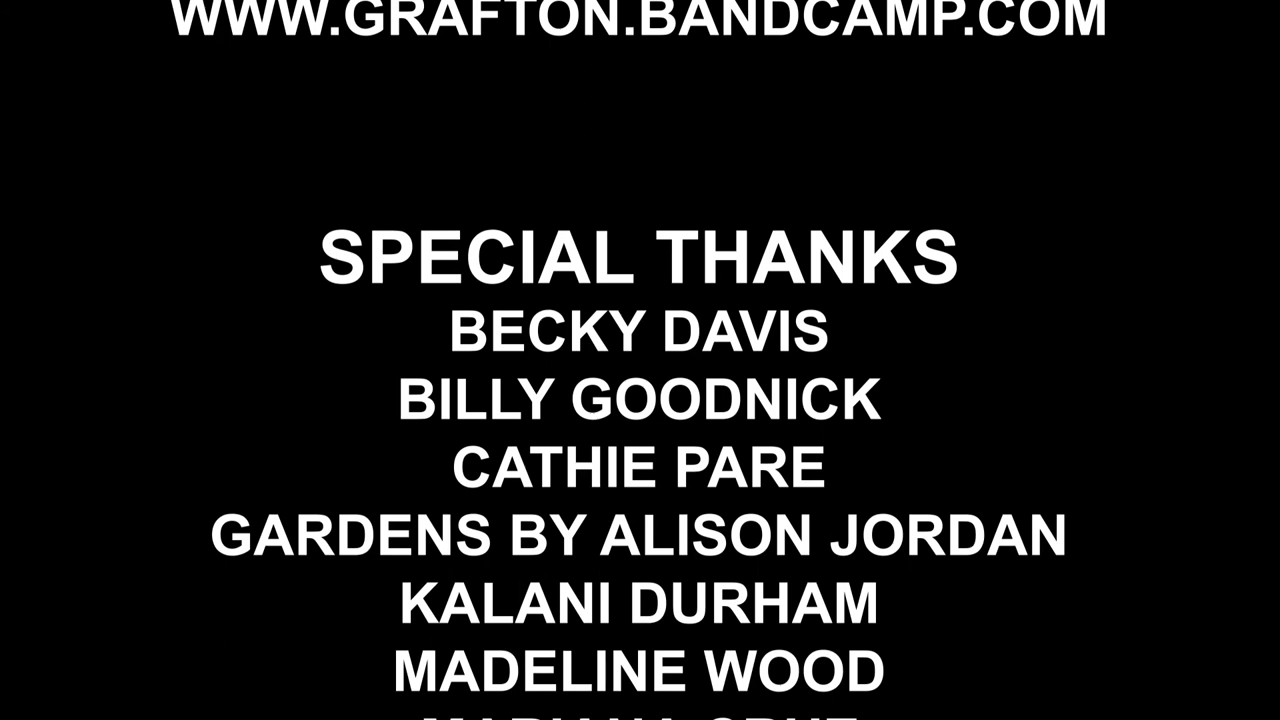 WWW.GRAFTON.BANDCAMP.COM
SPECIAL THANKS
BECKY DAVIS
BILLY GOODNICK
CATHIE PARE
GARDENS BY ALISON JORDAN
KALANI DURHAM
MADELINE WOOD